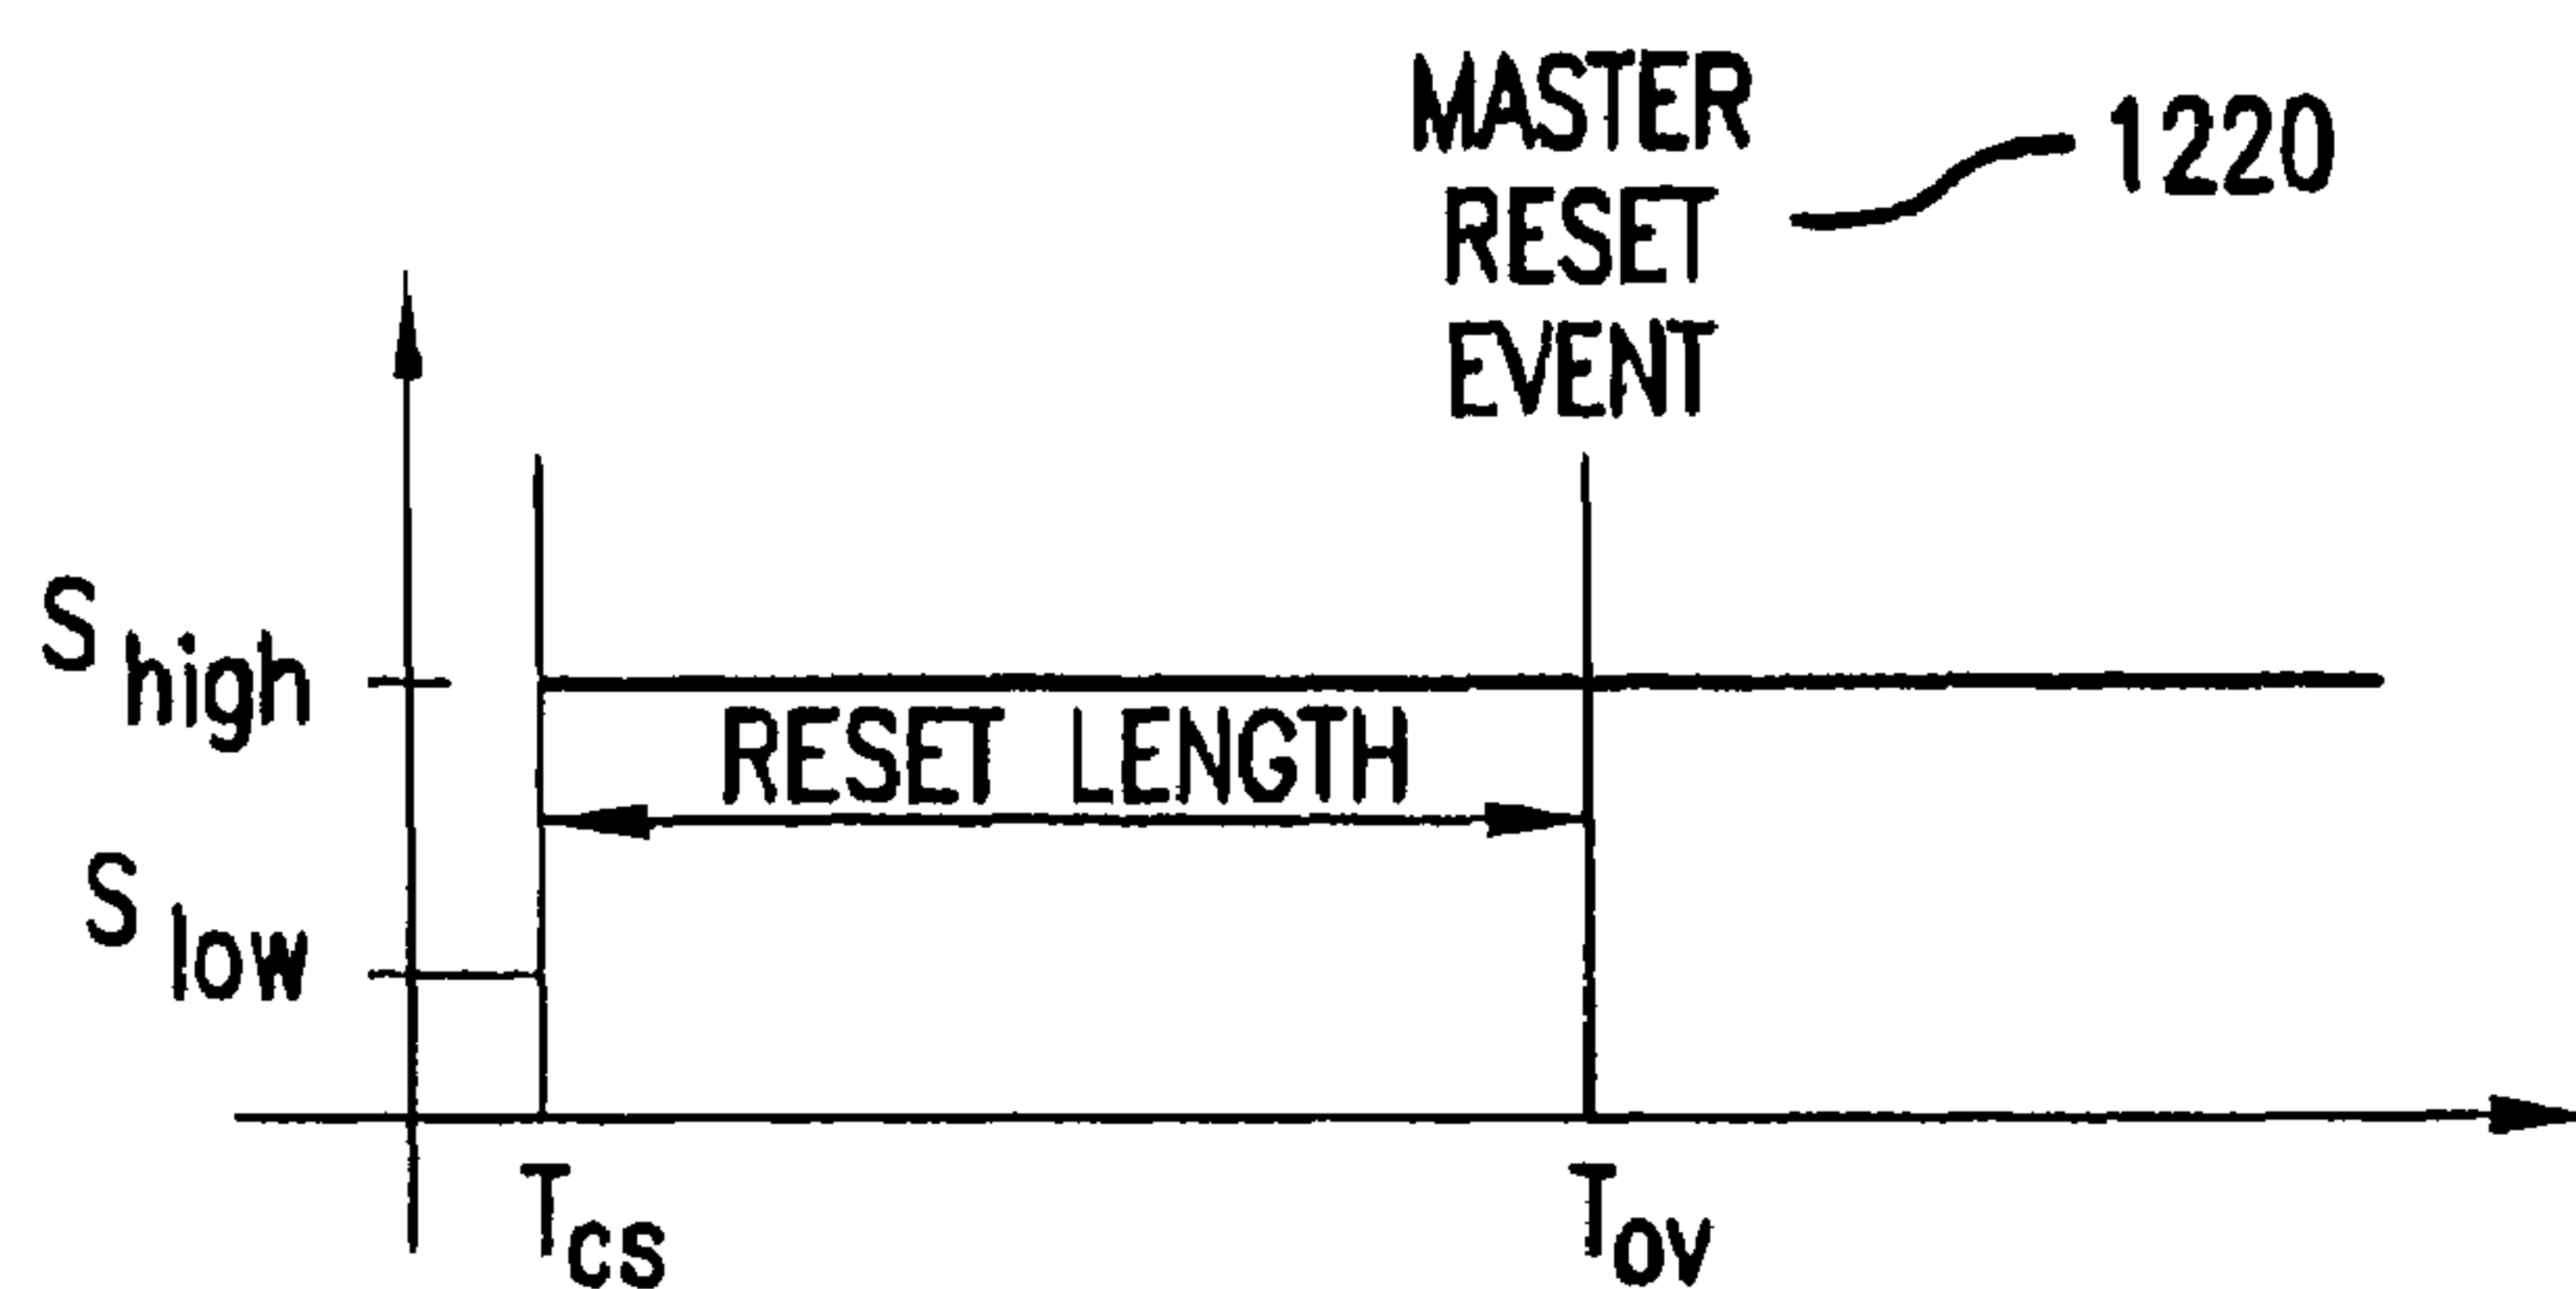 MASTER
RESET
EVENT
1220
S high
RESET LENGTH
S low
Tcs
Tov